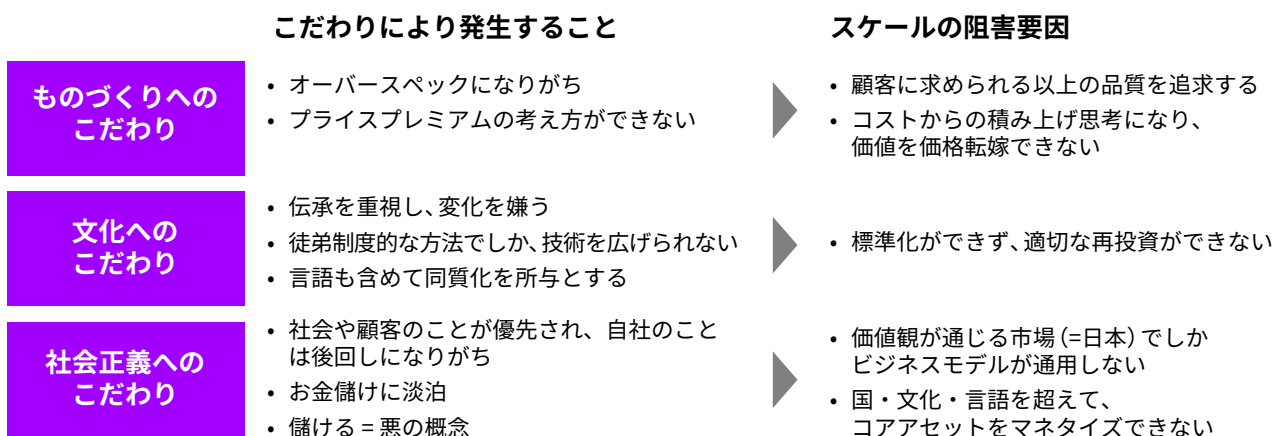 こだわりにより発生すること
スケールの阻害要因
ものづくりへの
こだわり
• オーバースペックになりがち
• プライスプレミアムの考え方ができない
• 顧客に求められる以上の品質を追求する
• コストからの積み上げ思考になり、
価値を価格転嫁できない
文化への
こだわり
• 伝承を重視し、変化を嫌う
• 徒弟制度的な方法でしか、技術を広げられない
• 言語も含めて同質化を所与とする
• 標準化ができず、適切な再投資ができない
社会正義への
こだわり
• 社会や顧客のことが優先され、自社のこと
は後回しになりがち
• お金儲けに淡泊
• 儲ける = 悪の概念
• 価値観が通じる市場（=日本）でしか
ビジネスモデルが通用しない
• 国・文化・言語を超えて、
コアアセットをマネタイズできない